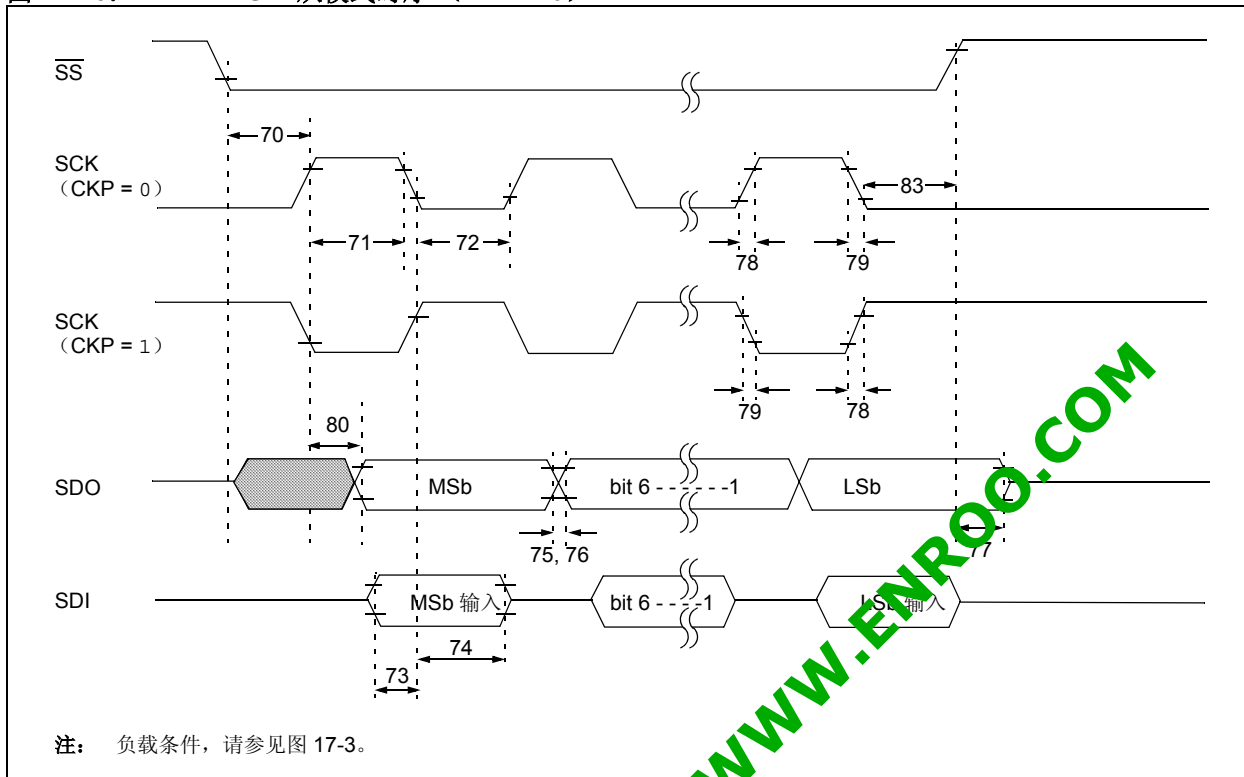 SS
70
SCK
（CKP = 0）
83
71
72
78
79
SCK
（CKP = 1）
79
78
80
SDO
MSb
bit 6 - - - - - -1
LSb
75, 76
77
SDI
MSb 输入
bit 6 - - - -1
LSb 输入
74
73
注： 负载条件，请参见图 17-3。
WWW.ENROO.COM